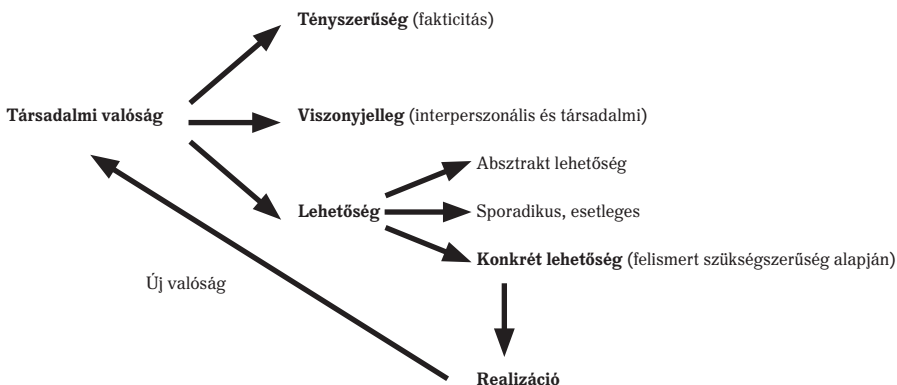 Tényszerűség (fakticitás)
Társadalmi valóság
Viszonyjelleg (interperszonális és társadalmi)
Absztrakt lehetőség
Lehetőség
Sporadikus, esetleges
Konkrét lehetőség (felismert szükségszerűség alapján)
Új valóság
Realizáció